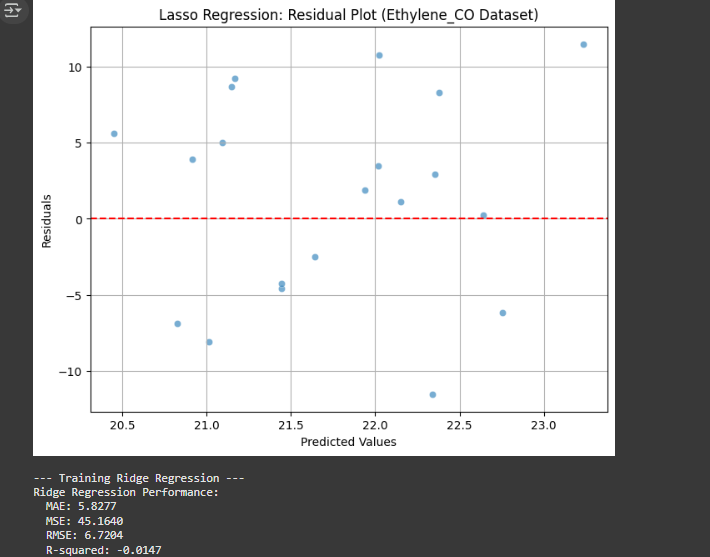 Lasso Regression: Residual Plot (Ethylene_CO Dataset)
10
5
0
−5
−10
Residuals
20.5 21.0 21.5 22.0 22.5 23.0
Predicted Values
--- Training Ridge Regression ---
Ridge Regression Performance:
MAE: 5.8277
MSE: 45.1640
RMSE: 6.7204
R-squared: -0.0147